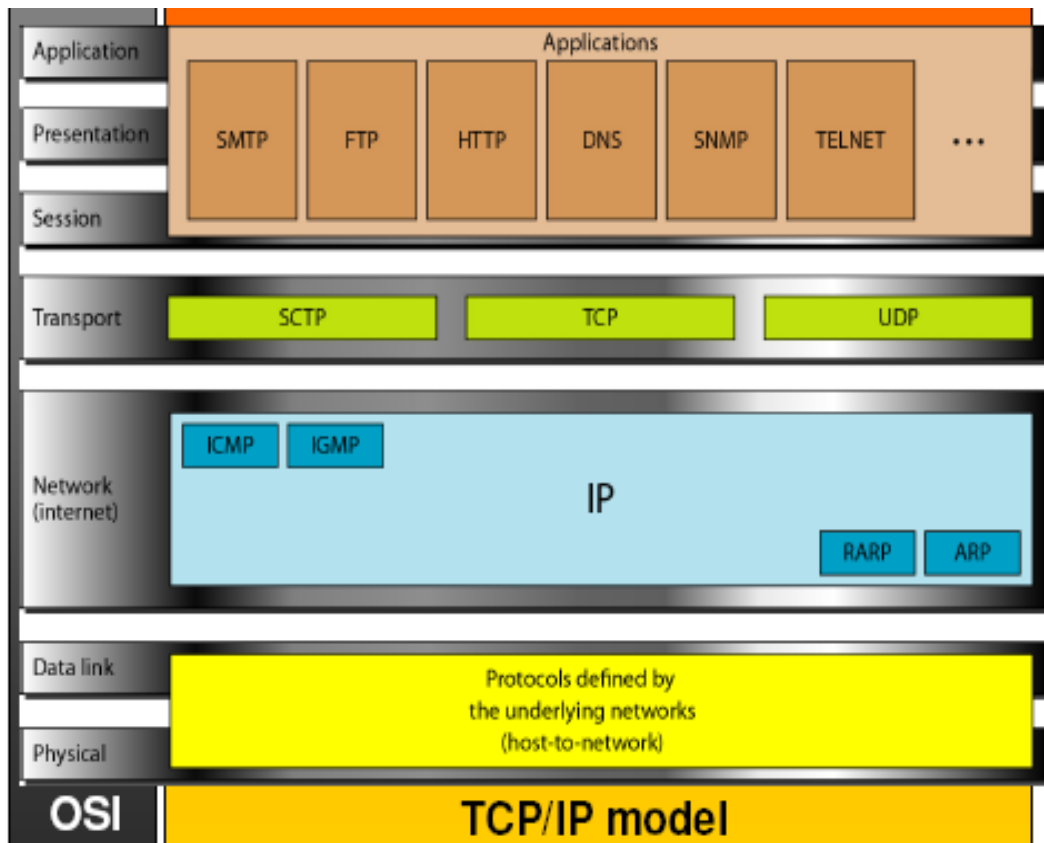 Application
Applications
Presentation
SMTP
FTP
HTTP
DNS
SNMP
TELNET
...
Session
Transport
SCTP
TCP
UDP
ICMP
IGMP
Network
(internet)
IP
RARP
ARP
Data link
Protocols defined by
the underlying networks
(host-to-network)
Physical
OSI
TCP/IP model